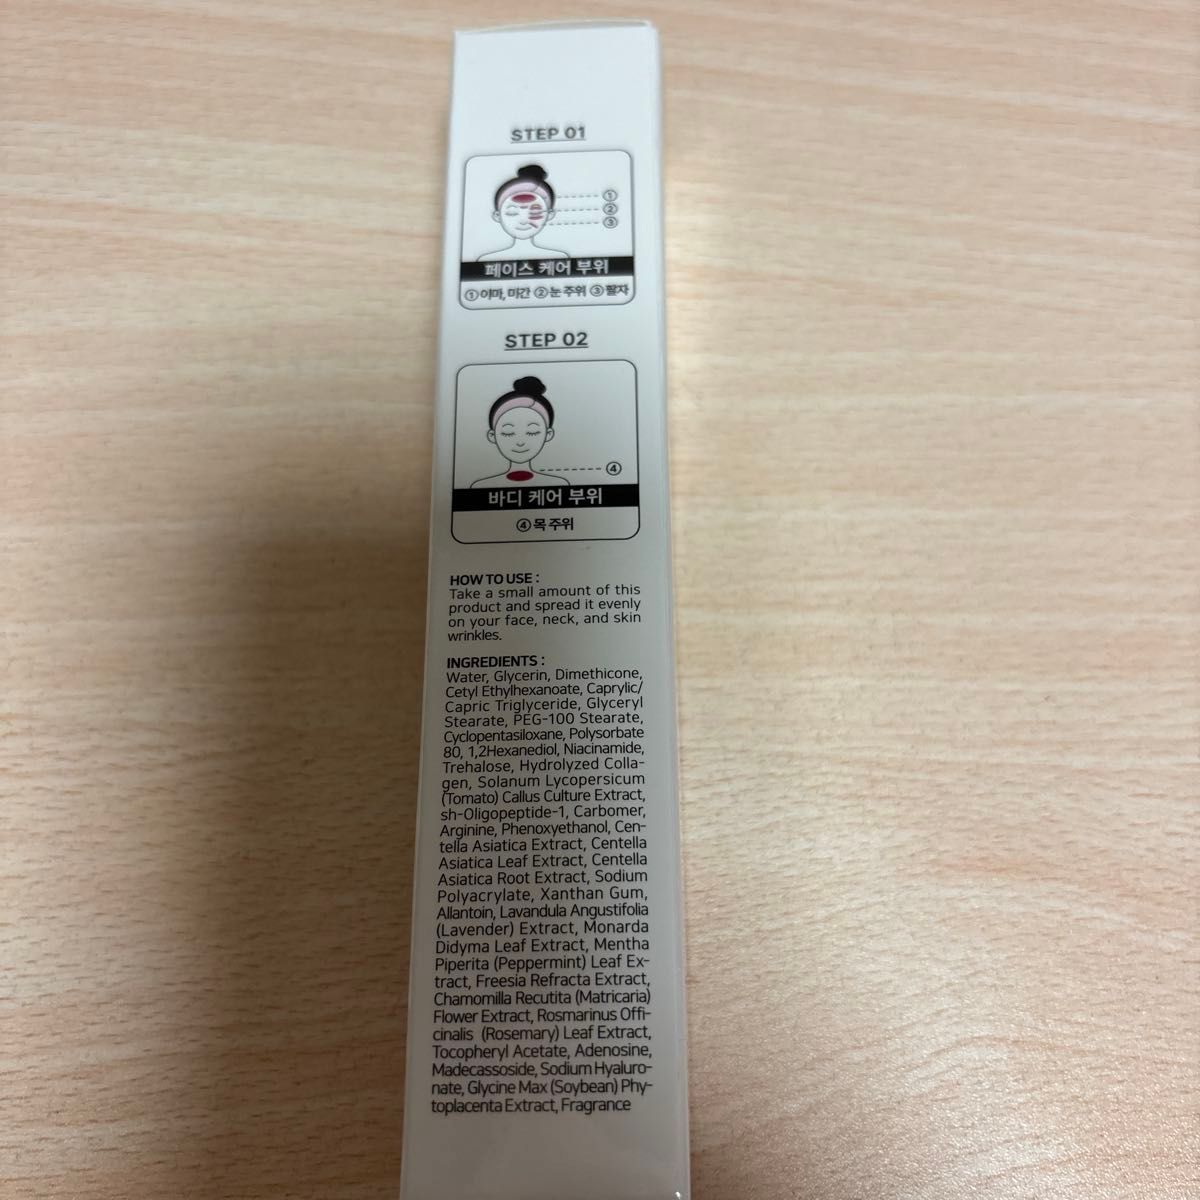 STEP 01
①
②
③
페이스 케어 부위
①이마, 미간 ②눈 주위 ③팔자
STEP 02
④
바디 케어 부위
④목 주위
HOW TO USE :
Take a small amount of this
product and spread it evenly
on your face, neck, and skin
wrinkles.
INGREDIENTS :
Water, Glycerin, Dimethicone,
Cetyl Ethylhexanoate, Caprylic/
Capric Triglyceride, Glyceryl
Stearate, PEG-100 Stearate,
Cyclopentasiloxane, Polysorbate
80, 1,2Hexanediol, Niacinamide,
Trehalose, Hydrolyzed Colla-
gen, Solanum Lycopersicum
(Tomato) Callus Culture Extract,
sh-Oligopeptide-1, Carbomer,
Arginine, Phenoxyethanol, Cen-
tella Asiatica Extract, Centella
Asiatica Leaf Extract, Centella
Asiatica Root Extract, Sodium
Polyacrylate, Xanthan Gum,
Allantoin, Lavandula Angustifolia
(Lavender) Extract, Monarda
Didyma Leaf Extract, Mentha
Piperita (Peppermint) Leaf Ex-
tract, Freesia Refracta Extract,
Chamomilla Recutita (Matricaria)
Flower Extract, Rosmarinus Offi-
cinalis (Rosemary) Leaf Extract,
Tocopheryl Acetate, Adenosine,
Madecassoside, Sodium Hyaluro-
nate, Glycine Max (Soybean) Phy-
toplacenta Extract, Fragrance